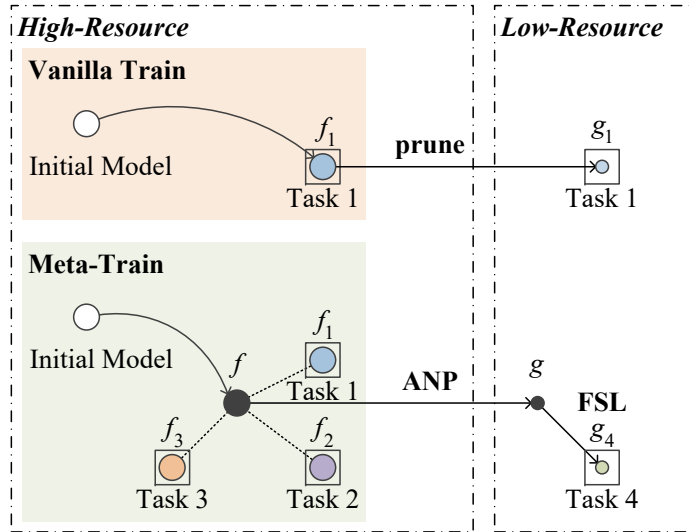 High-Resource
Low-Resource
Vanilla Train
f1
g1
prune
Initial Model
Task 1
Task 1
Meta-Train
f1
Initial Model
f
Task 1
ANP
g
FSL
f3
f2
g4
Task 3
Task 2
Task 4